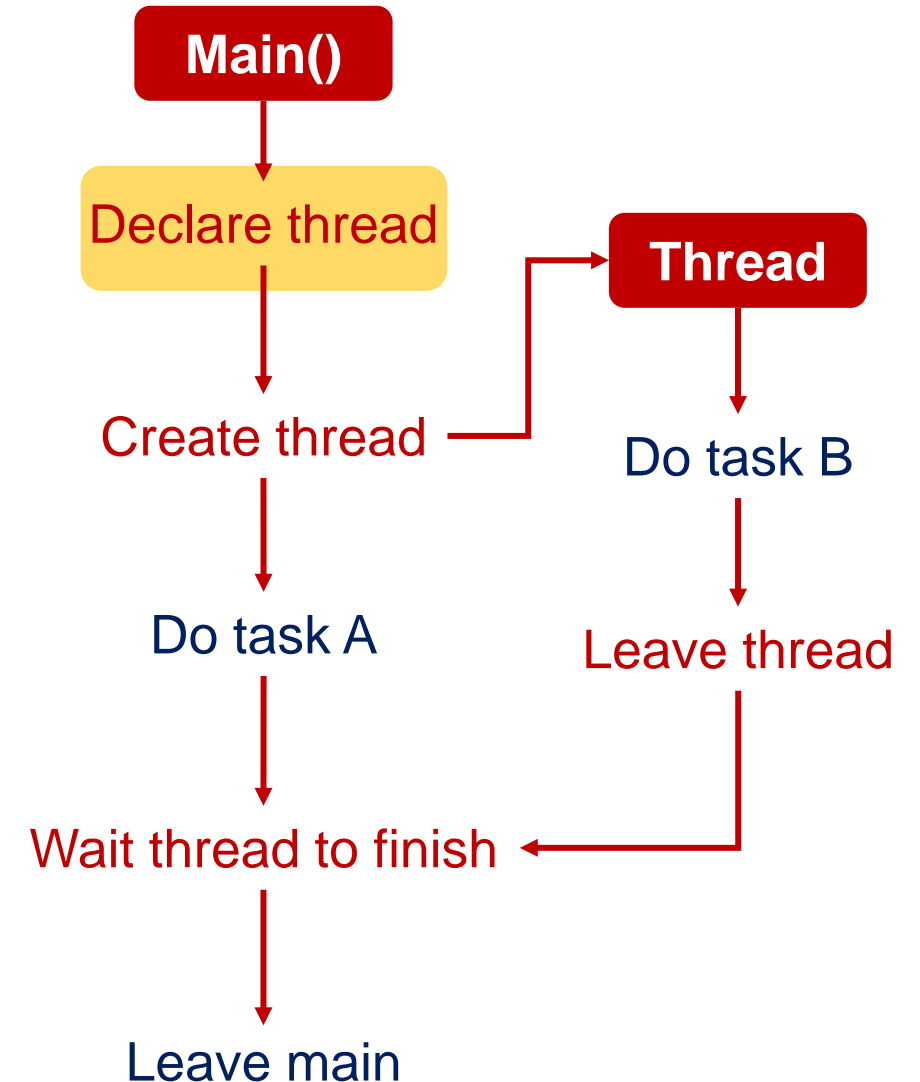 Main()
Declare thread
Thread
Create thread
Do task B
Do task A
Leave thread
Wait thread to finish
Leave main